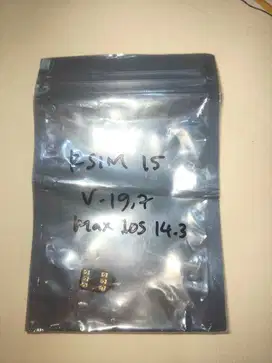 RSIM 15
V-19,7
Max IOS 14.3